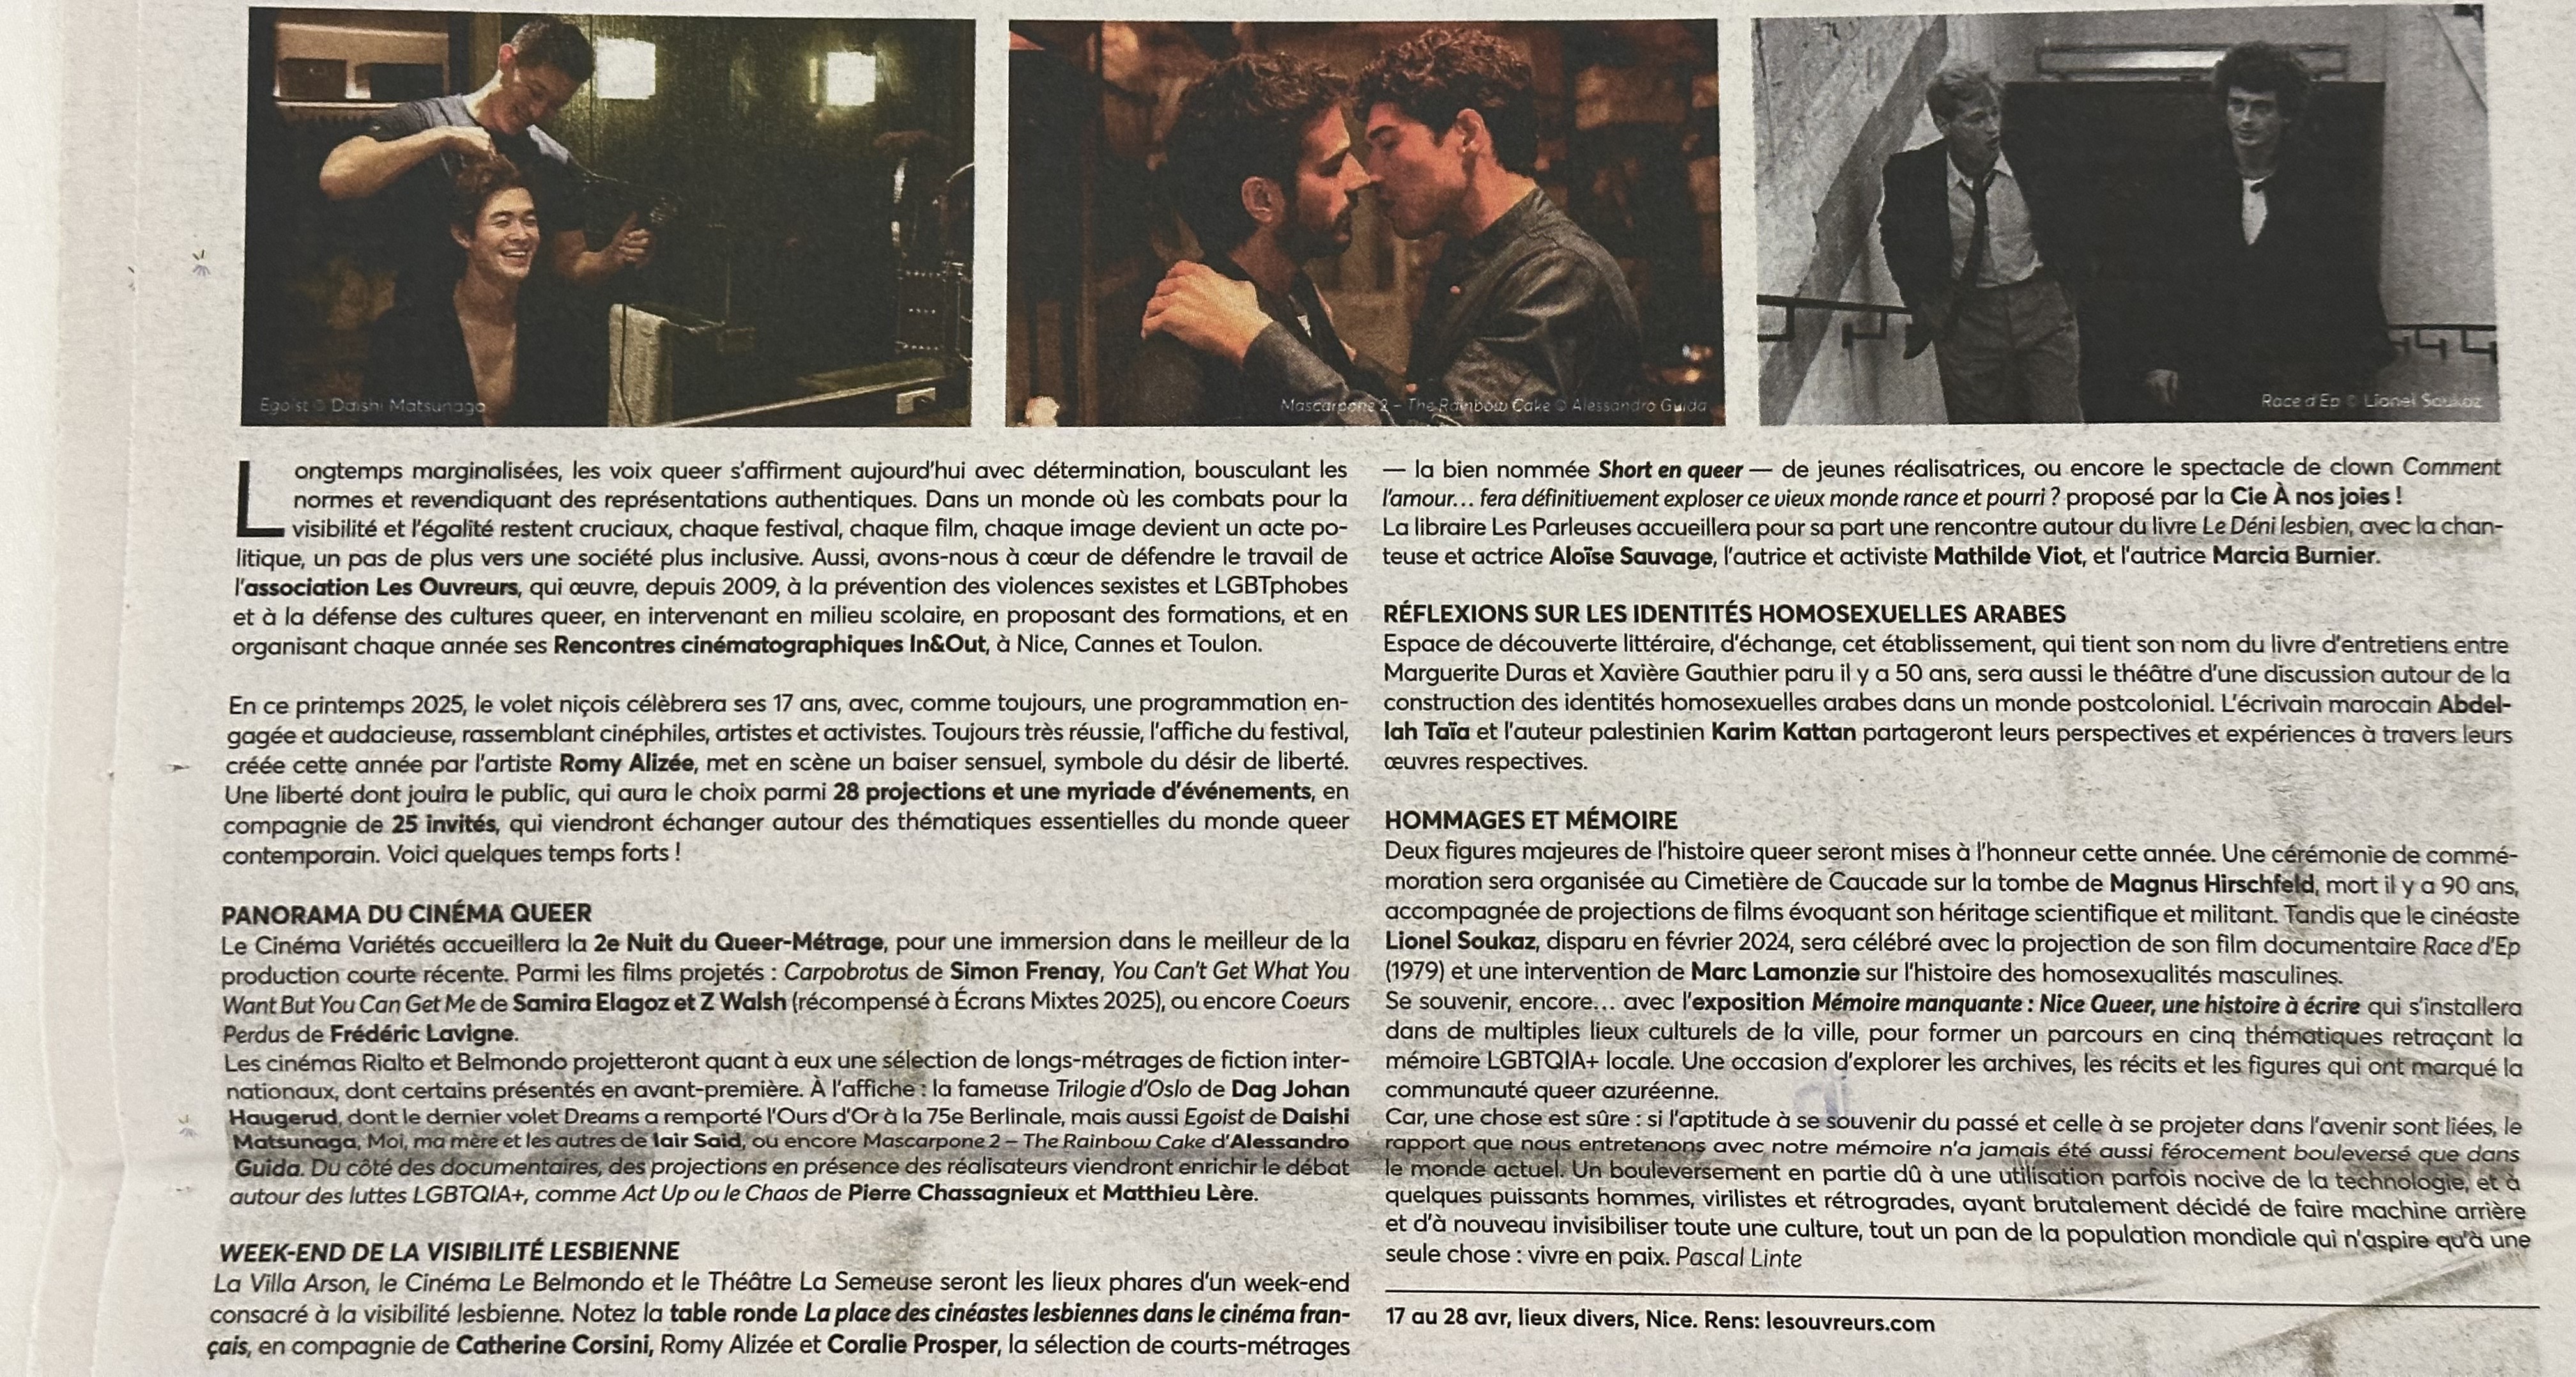 Egoist © Daishi Matsunaga
Mascarpone 2 – The Rainbow Cake © Alessandro Guida
Race d'Ep © Lionel Soukaz
Longtemps marginalisées, les voix queer s'affirment aujourd'hui avec détermination, bousculant les
normes et revendiquant des représentations authentiques. Dans un monde où les combats pour la
visibilité et l'égalité restent cruciaux, chaque festival, chaque film, chaque image devient un acte po-
litique, un pas de plus vers une société plus inclusive. Aussi, avons-nous à cœur de défendre le travail de
l'association Les Ouvreurs, qui œuvre, depuis 2009, à la prévention des violences sexistes et LGBTphobes
et à la défense des cultures queer, en intervenant en milieu scolaire, en proposant des formations, et en
organisant chaque année ses Rencontres cinématographiques In&Out, à Nice, Cannes et Toulon.
En ce printemps 2025, le volet niçois célèbrera ses 17 ans, avec, comme toujours, une programmation en-
gagée et audacieuse, rassemblant cinéphiles, artistes et activistes. Toujours très réussie, l'affiche du festival,
créée cette année par l'artiste Romy Alizée, met en scène un baiser sensuel, symbole du désir de liberté.
Une liberté dont jouira le public, qui aura le choix parmi 28 projections et une myriade d'événements, en
compagnie de 25 invités, qui viendront échanger autour des thématiques essentielles du monde queer
contemporain. Voici quelques temps forts !
PANORAMA DU CINÉMA QUEER
Le Cinéma Variétés accueillera la 2e Nuit du Queer-Métrage, pour une immersion dans le meilleur de la
production courte récente. Parmi les films projetés : Carpobrotus de Simon Frenay, You Can't Get What You
Want But You Can Get Me de Samira Elagoz et Z Walsh (récompensé à Écrans Mixtes 2025), ou encore Coeurs
Perdus de Frédéric Lavigne.
Les cinémas Rialto et Belmondo projetteront quant à eux une sélection de longs-métrages de fiction inter-
nationaux, dont certains présentés en avant-première. À l'affiche : la fameuse Trilogie d'Oslo de Dag Johan
Haugerud, dont le dernier volet Dreams a remporté l'Ours d'Or à la 75e Berlinale, mais aussi Egoist de Daishi
Matsunaga, Moi, ma mère et les autres de Iair Said, ou encore Mascarpone 2 – The Rainbow Cake d'Alessandro
Guida. Du côté des documentaires, des projections en présence des réalisateurs viendront enrichir le débat
autour des luttes LGBTQIA+, comme Act Up ou le Chaos de Pierre Chassagnieux et Matthieu Lère.
WEEK-END DE LA VISIBILITÉ LESBIENNE
La Villa Arson, le Cinéma Le Belmondo et le Théâtre La Semeuse seront les lieux phares d'un week-end
consacré à la visibilité lesbienne. Notez la table ronde La place des cinéastes lesbiennes dans le cinéma fran-
çais, en compagnie de Catherine Corsini, Romy Alizée et Coralie Prosper, la sélection de courts-métrages
— la bien nommée Short en queer — de jeunes réalisatrices, ou encore le spectacle de clown Comment
l'amour... fera définitivement exploser ce vieux monde rance et pourri ? proposé par la Cie À nos joies !
La libraire Les Parleuses accueillera pour sa part une rencontre autour du livre Le Déni lesbien, avec la chan-
teuse et actrice Aloïse Sauvage, l'autrice et activiste Mathilde Viot, et l'autrice Marcia Burnier.
RÉFLEXIONS SUR LES IDENTITÉS HOMOSEXUELLES ARABES
Espace de découverte littéraire, d'échange, cet établissement, qui tient son nom du livre d'entretiens entre
Marguerite Duras et Xavière Gauthier paru il y a 50 ans, sera aussi le théâtre d'une discussion autour de la
construction des identités homosexuelles arabes dans un monde postcolonial. L'écrivain marocain Abdel-
lah Taïa et l'auteur palestinien Karim Kattan partageront leurs perspectives et expériences à travers leurs
œuvres respectives.
HOMMAGES ET MÉMOIRE
Deux figures majeures de l'histoire queer seront mises à l'honneur cette année. Une cérémonie de commé-
moration sera organisée au Cimetière de Caucade sur la tombe de Magnus Hirschfeld, mort il y a 90 ans,
accompagnée de projections de films évoquant son héritage scientifique et militant. Tandis que le cinéaste
Lionel Soukaz, disparu en février 2024, sera célébré avec la projection de son film documentaire Race d'Ep
(1979) et une intervention de Marc Lamonzie sur l'histoire des homosexualités masculines.
Se souvenir, encore... avec l'exposition Mémoire manquante : Nice Queer, une histoire à écrire qui s'installera
dans de multiples lieux culturels de la ville, pour former un parcours en cinq thématiques retraçant la
mémoire LGBTQIA+ locale. Une occasion d'explorer les archives, les récits et les figures qui ont marqué la
communauté queer azuréenne.
Car, une chose est sûre : si l'aptitude à se souvenir du passé et celle à se projeter dans l'avenir sont liées, le
rapport que nous entretenons avec notre mémoire n'a jamais été aussi férocement bouleversé que dans
le monde actuel. Un bouleversement en partie dû à une utilisation parfois nocive de la technologie, et à
quelques puissants hommes, virilistes et rétrogrades, ayant brutalement décidé de faire machine arrière
et d'à nouveau invisibiliser toute une culture, tout un pan de la population mondiale qui n'aspire qu'à une
seule chose : vivre en paix. Pascal Linte
17 au 28 avr, lieux divers, Nice. Rens: lesouvreurs.com